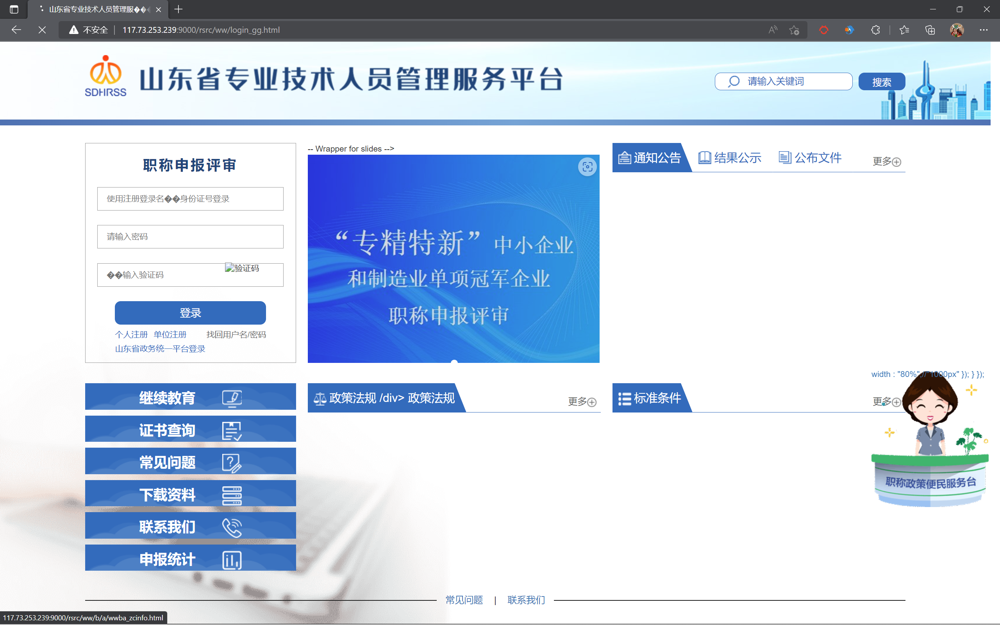 山东省专业技术人员管理服���
不安全
117.73.253.239:9000/rsrc/ww/login_gg.html
SDHRSS
山东省专业技术人员管理服务平台
请输入关键词
搜索
职称申报评审
使用注册登录名��身份证号登录
请输入密码
��输入验证码
验证码
登录
个人注册 单位注册 找回用户名/密码
山东省政务统一平台登录
-- Wrapper for slides -->
“专精特新”中小企业
和制造业单项冠军企业
职称申报评审
通知公告 结果公示 公布文件 更多
继续教育
证书查询
常见问题
下载资料
联系我们
申报统计
政策法规 /div> 政策法规 更多
标准条件 更多
width : "80%",//"1000px" }); } });
职称政策便民服务台
常见问题 | 联系我们
117.73.253.239:9000/rsrc/ww/b/a/wwba_zcinfo.html